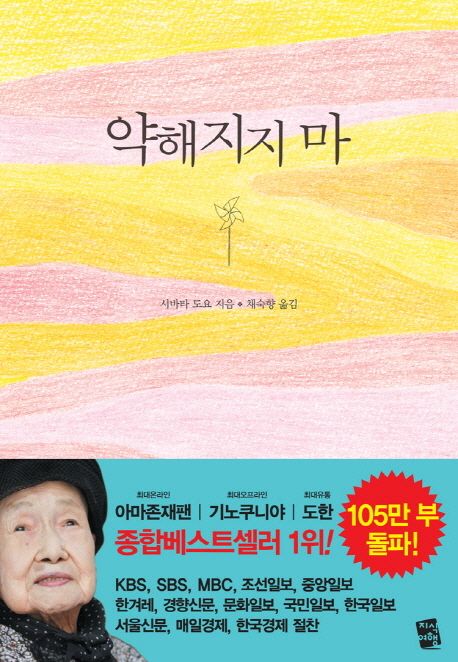 약해지지 마
시바타 도요 지음 ◆ 채숙향 옮김
최대온라인 최대오프라인 최대유통
아마존재팬 | 기노쿠니야 | 도한
종합베스트셀러 1위!
105만 부
돌파!
KBS, SBS, MBC, 조선일보, 중앙일보
한겨레, 경향신문, 문화일보, 국민일보, 한국일보
서울신문, 매일경제, 한국경제 절찬
지식
여행